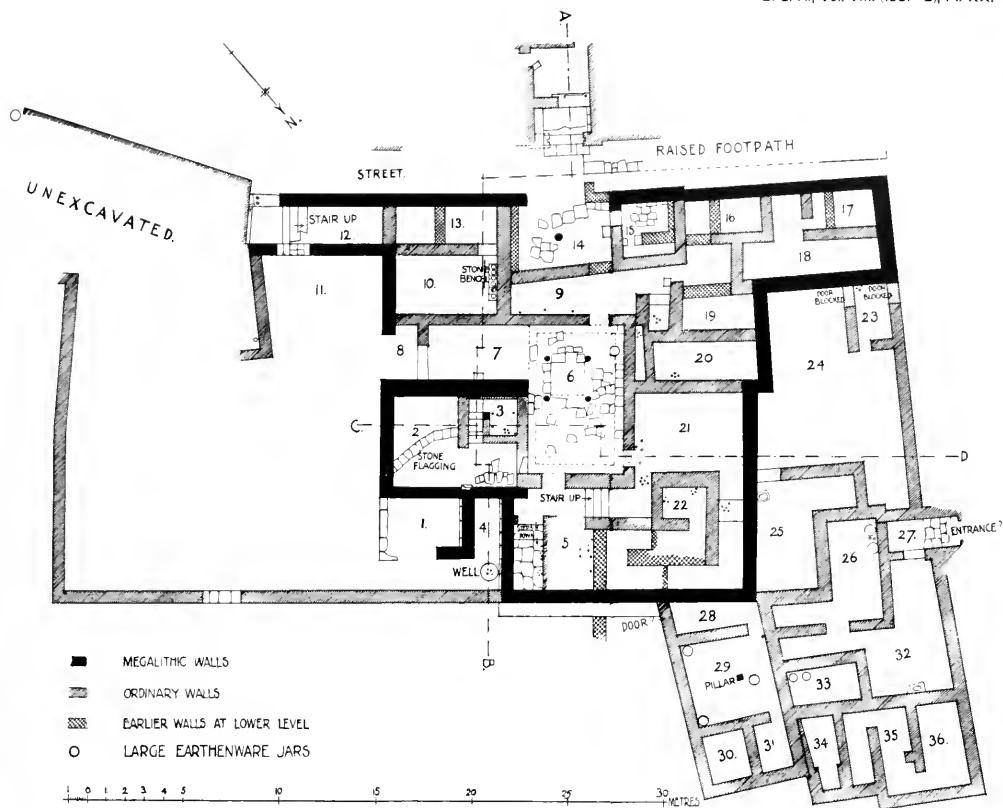 A.
N.
RAISED FOOTPATH
STREET.
UNEXCAVATED.
STAIR UP
12
13.
14
15
16
17
18
11.
10.
STONE
BENCH
9
DOOR
BLOCKED
DOOR
BLOCKED
19
23
8
7
6
20
24
C
2
3
21
D
STONE
FLAGGING
STAIR UP
22
1.
4
5
25
26
27.
ENTRANCE?
WELL
DOOR?
28
29
PILLAR
32
33
B.
30.
31
34
35
36.
MEGALITHIC WALLS
ORDINARY WALLS
EARLIER WALLS AT LOWER LEVEL
LARGE EARTHENWARE JARS
1 0 1 2 3 4 5 10 15 20 25 30 METRES